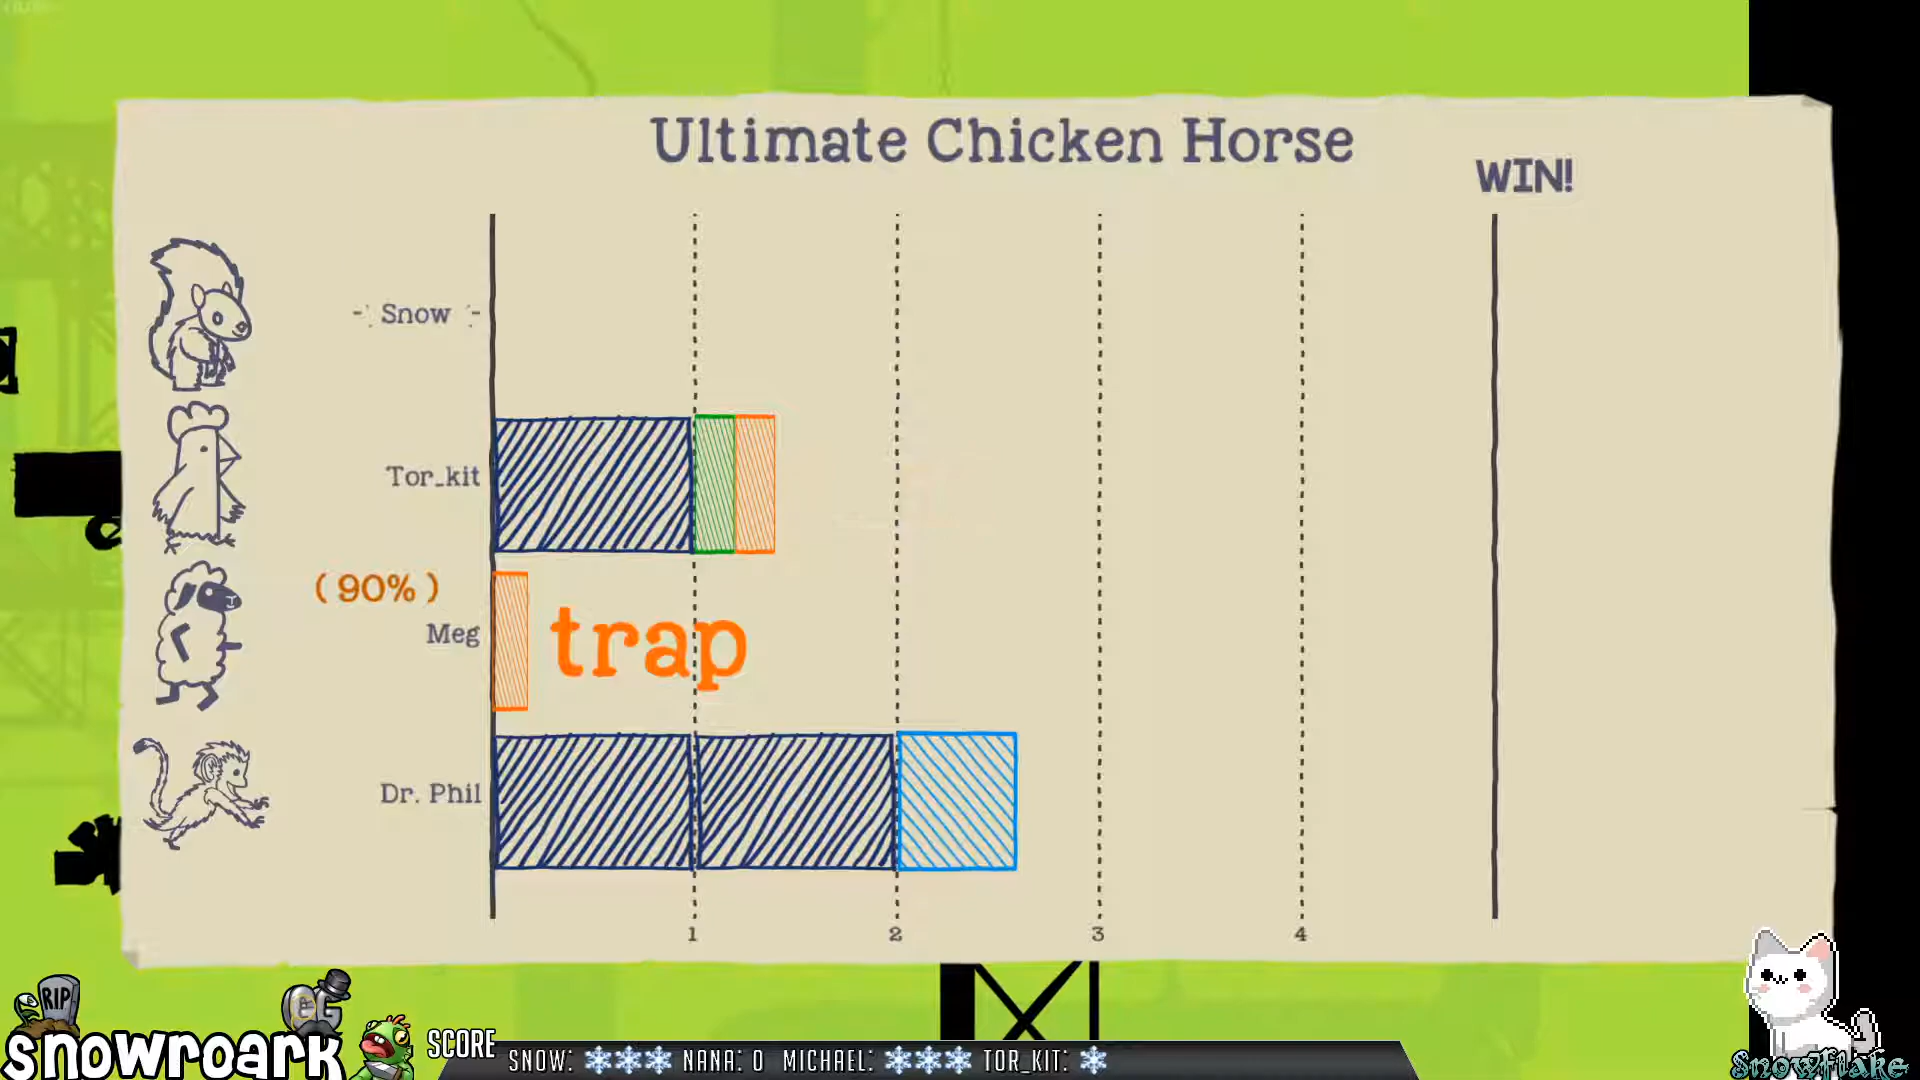 Ultimate Chicken Horse
WIN!
Snow
Tor_kit
(90%)
Meg
trap
Dr. Phil
1 2 3 4
RIP
snowroark
SCORE
SNOW: NANA: 0 MICHAEL: TOR_KIT:
Snowflake